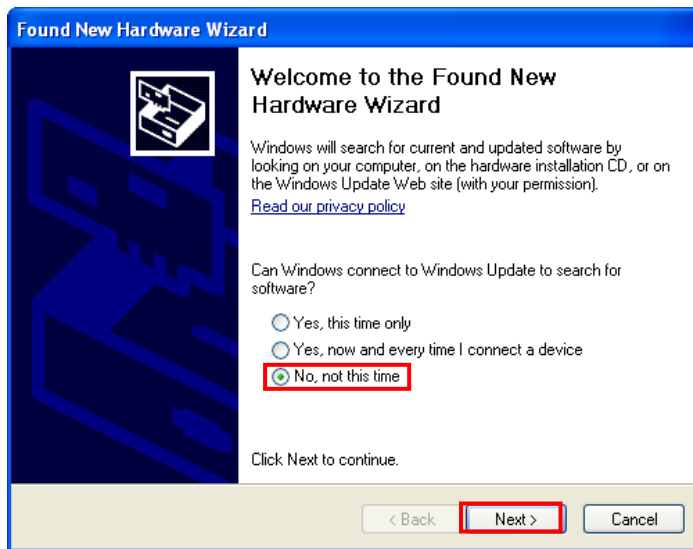 Found New Hardware Wizard
Welcome to the Found New
Hardware Wizard
Windows will search for current and updated software by
looking on your computer, on the hardware installation CD, or on
the Windows Update Web site (with your permission).
Read our privacy policy
Can Windows connect to Windows Update to search for
software?
Yes, this time only
Yes, now and every time I connect a device
No, not this time
Click Next to continue.
< Back
Next >
Cancel